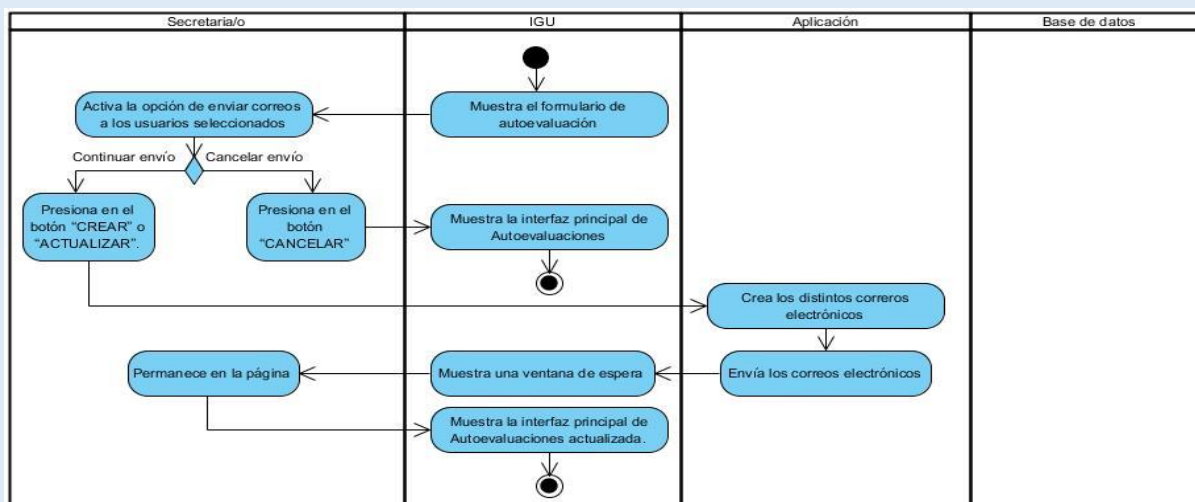 Secretaria/o
IGU
Aplicación
Base de datos
Activa la opción de enviar correos
a los usuarios seleccionados
Muestra el formulario de
autoevaluación
Continuar envío
Cancelar envío
Presiona en el
botón “CREAR” o
“ACTUALIZAR”.
Presiona en el
botón
“CANCELAR”
Muestra la interfaz principal de
Autoevaluaciones
Crea los distintos correros
electrónicos
Permanece en la página
Muestra una ventana de espera
Envía los correos electrónicos
Muestra la interfaz principal de
Autoevaluaciones actualizada.